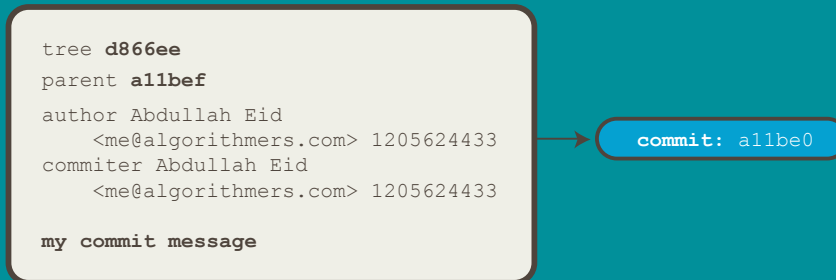 tree d866ee
parent a11bef
author Abdullah Eid
<me@algorithmers.com> 1205624433
commiter Abdullah Eid
<me@algorithmers.com> 1205624433
my commit message
commit: a11be0